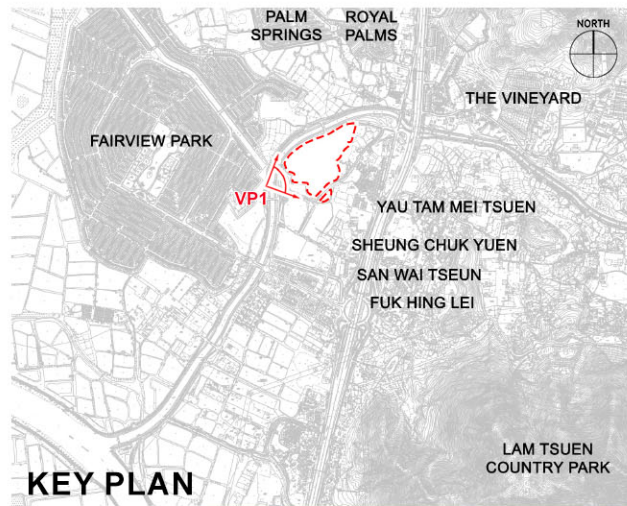 PALM
SPRINGS
ROYAL
PALMS
NORTH
THE VINEYARD
FAIRVIEW PARK
VP1
YAU TAM MEI TSUEN
SHEUNG CHUK YUEN
SAN WAI TSEUN
FUK HING LEI
LAM TSUEN
COUNTRY PARK
KEY PLAN